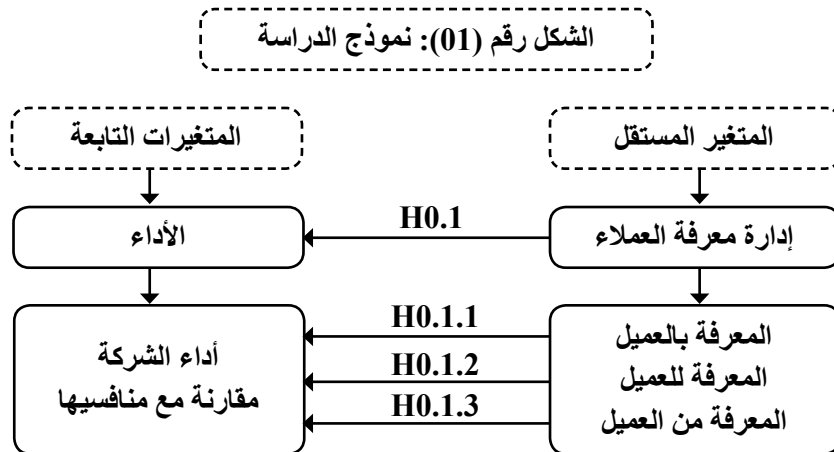 الشكل رقم (01): نموذج الدراسة
المتغير المستقل
المتغيرات التابعة
إدارة معرفة العملاء
H0.1
الأداء
المعرفة بالعميل
المعرفة للعميل
المعرفة من العميل
H0.1.1
H0.1.2
H0.1.3
أداء الشركة
مقارنة مع منافسيها